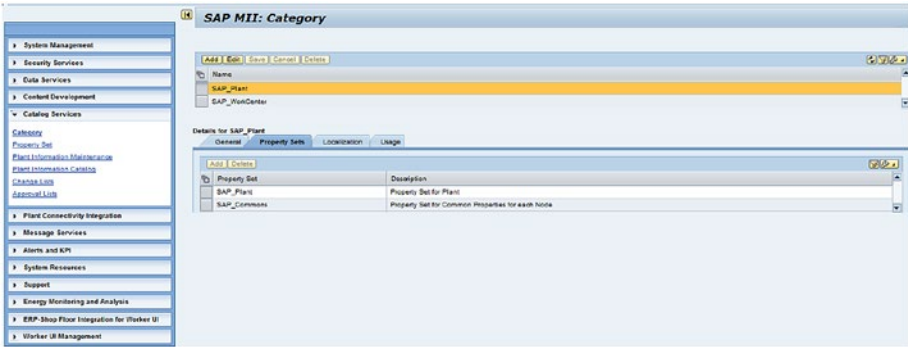 SAP MII: Category
System Management
Security Services
Data Services
Content Development
Catalog Services
Category
Property Set
Plant Information Maintenance
Plant Information Catalog
Change Lists
Approval Lists
Plant Connectivity Integration
Message Services
Alerts and KPI
System Resources
Support
Energy Monitoring and Analysis
ERP-Shop Floor Integration for Worker UI
Worker UI Management
Add Edit Save Cancel Delete
Name
SAP_Plant
SAP_WorkCenter
Details for SAP_Plant
General Property Sets Localization Usage
Add Delete
Property Set Description
SAP_Plant Property Set for Plant
SAP_Commons Property Set for Common Properties for each Node